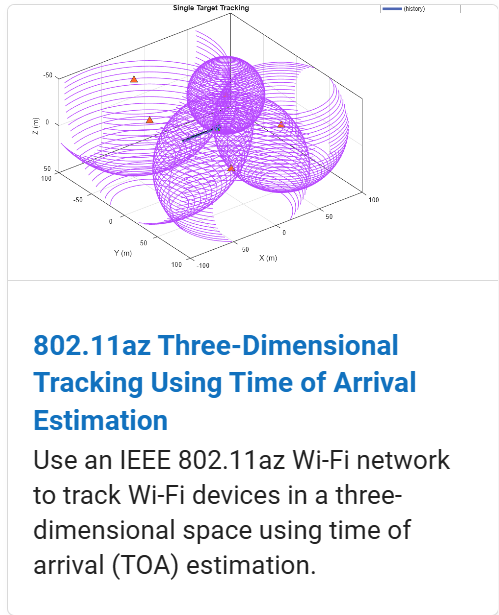 Single Target Tracking
(history)
-50
0
50
Z (m)
100
-50
0
50
100
Y (m)
-100
50
0
50
100
X (m)
802.11az Three-Dimensional
Tracking Using Time of Arrival
Estimation
Use an IEEE 802.11az Wi-Fi network
to track Wi-Fi devices in a three-
dimensional space using time of
arrival (TOA) estimation.